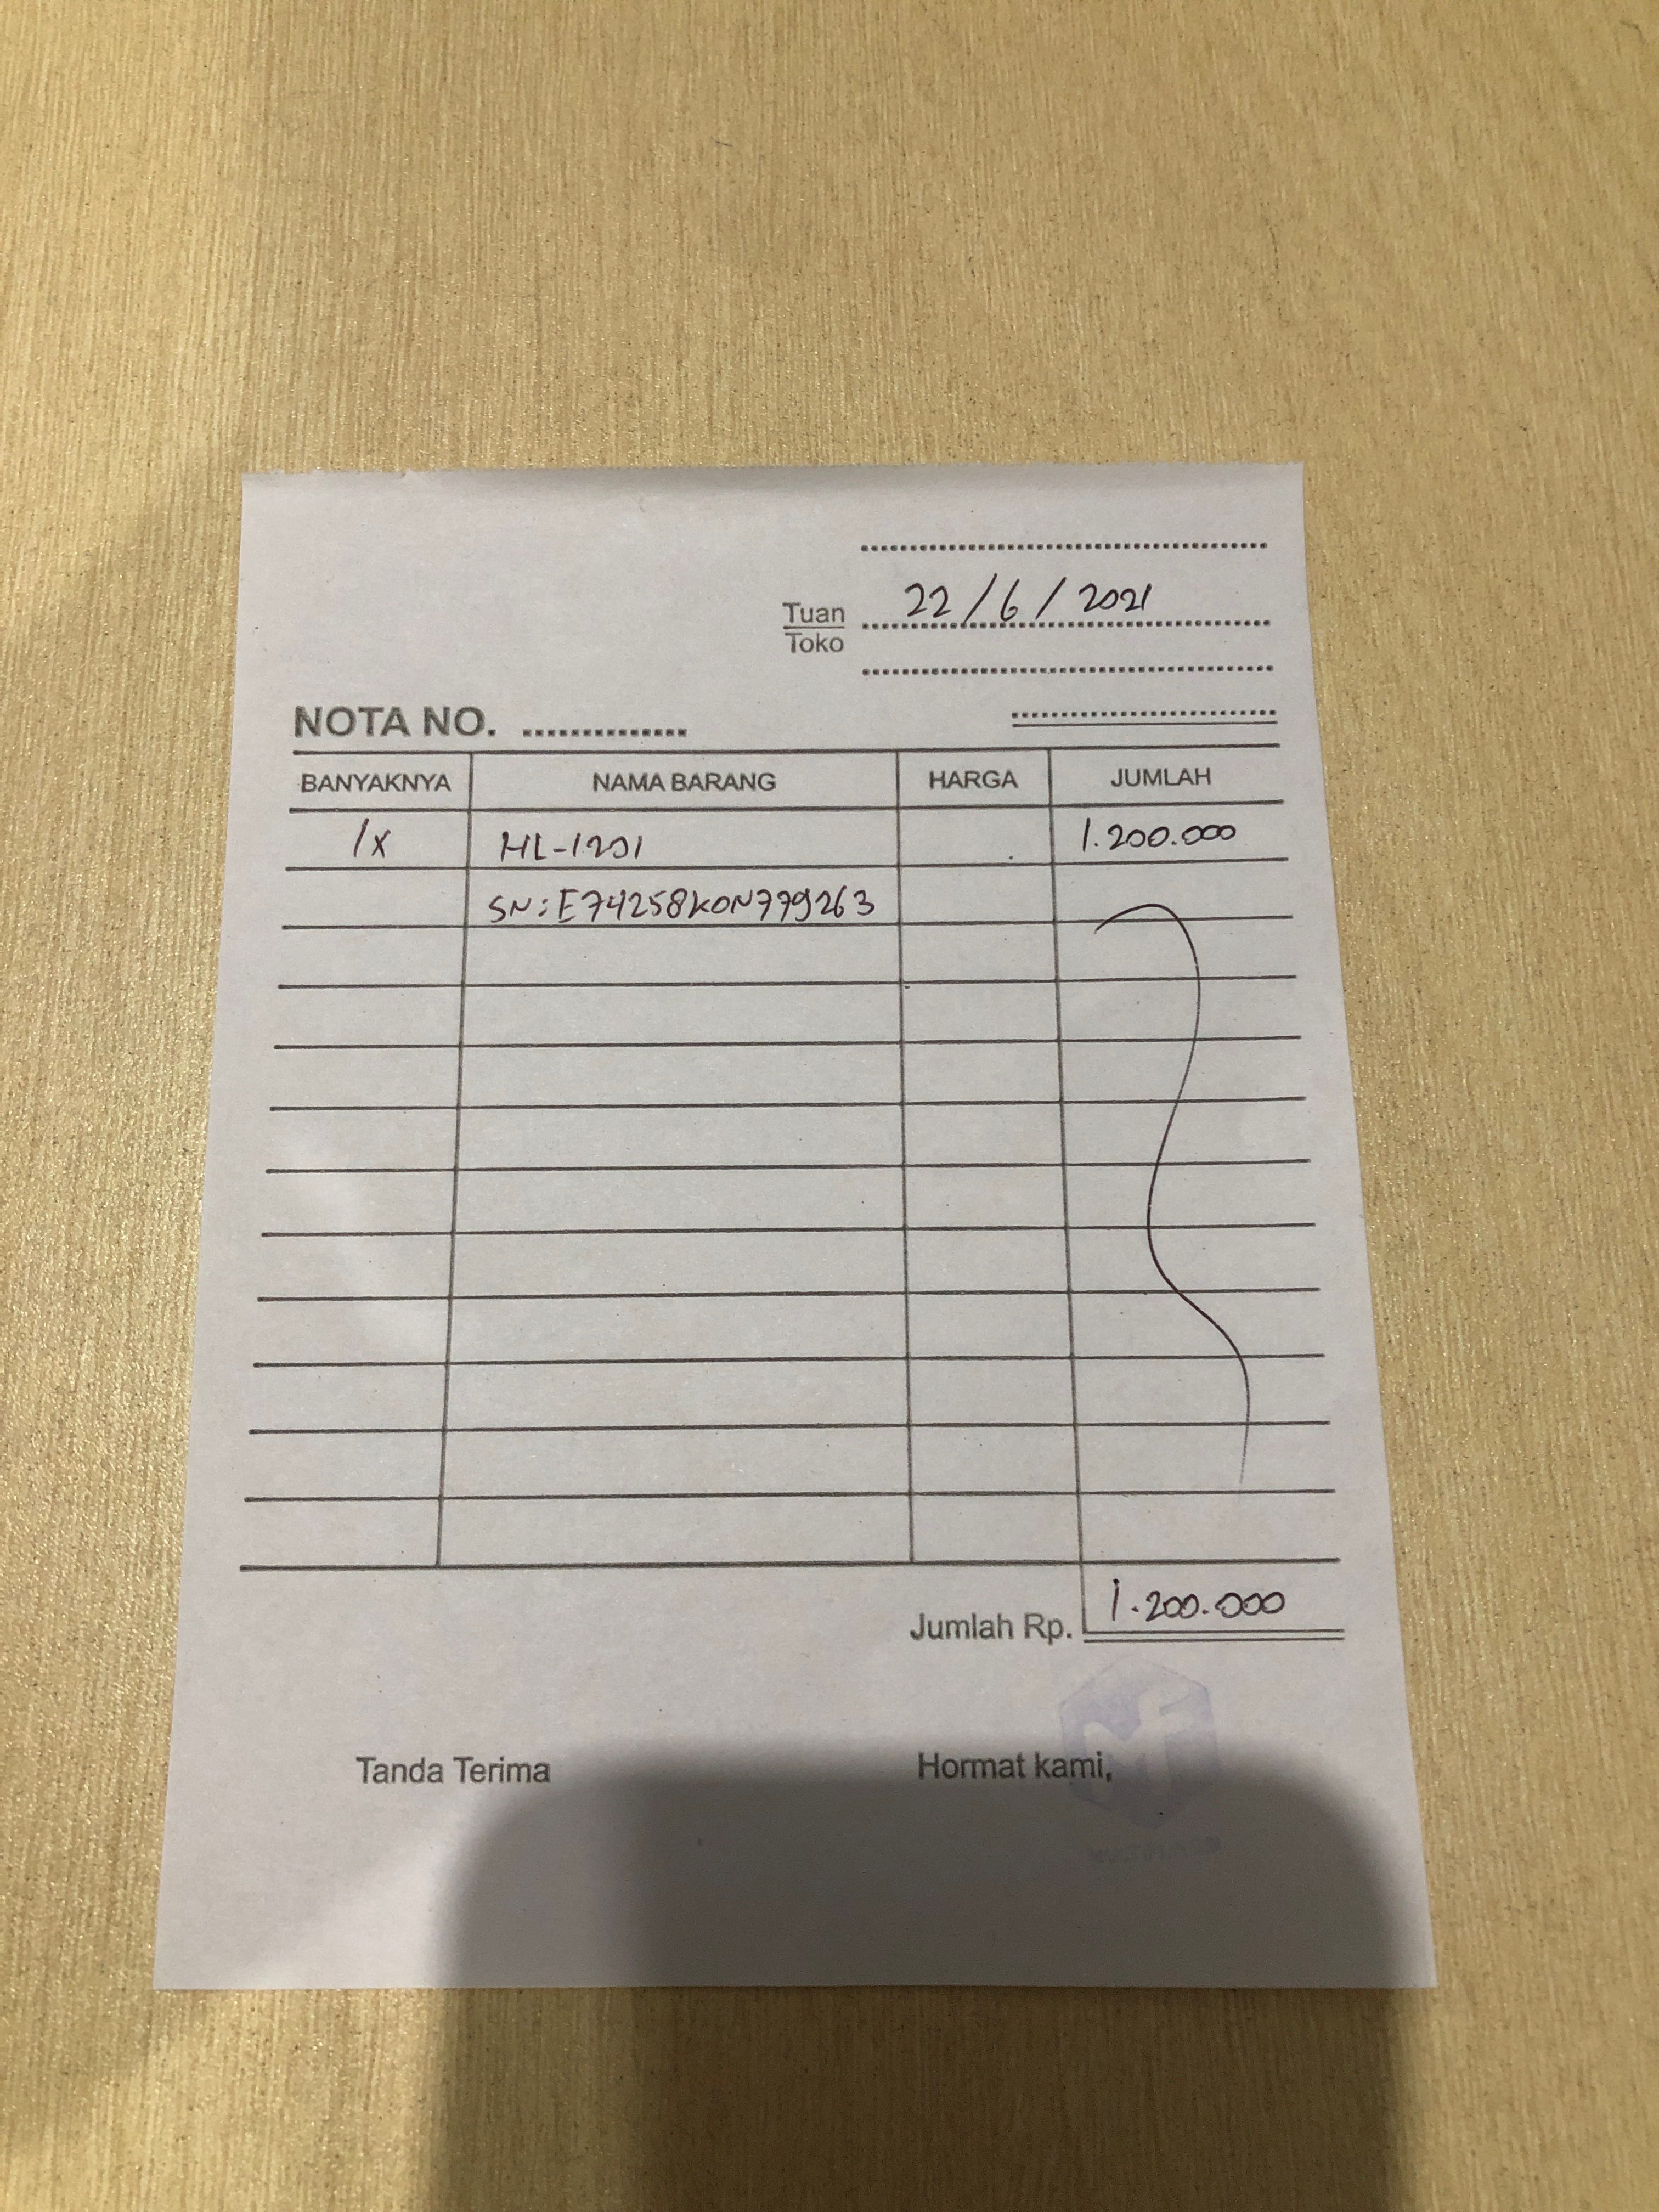 22/6/2021
Tuan
Toko
NOTA NO.
BANYAKNYA NAMA BARANG HARGA JUMLAH
1x HL-1201 1.200.000
SN: E74258K0N779263
Jumlah Rp. 1.200.000
Tanda Terima Hormat kami,